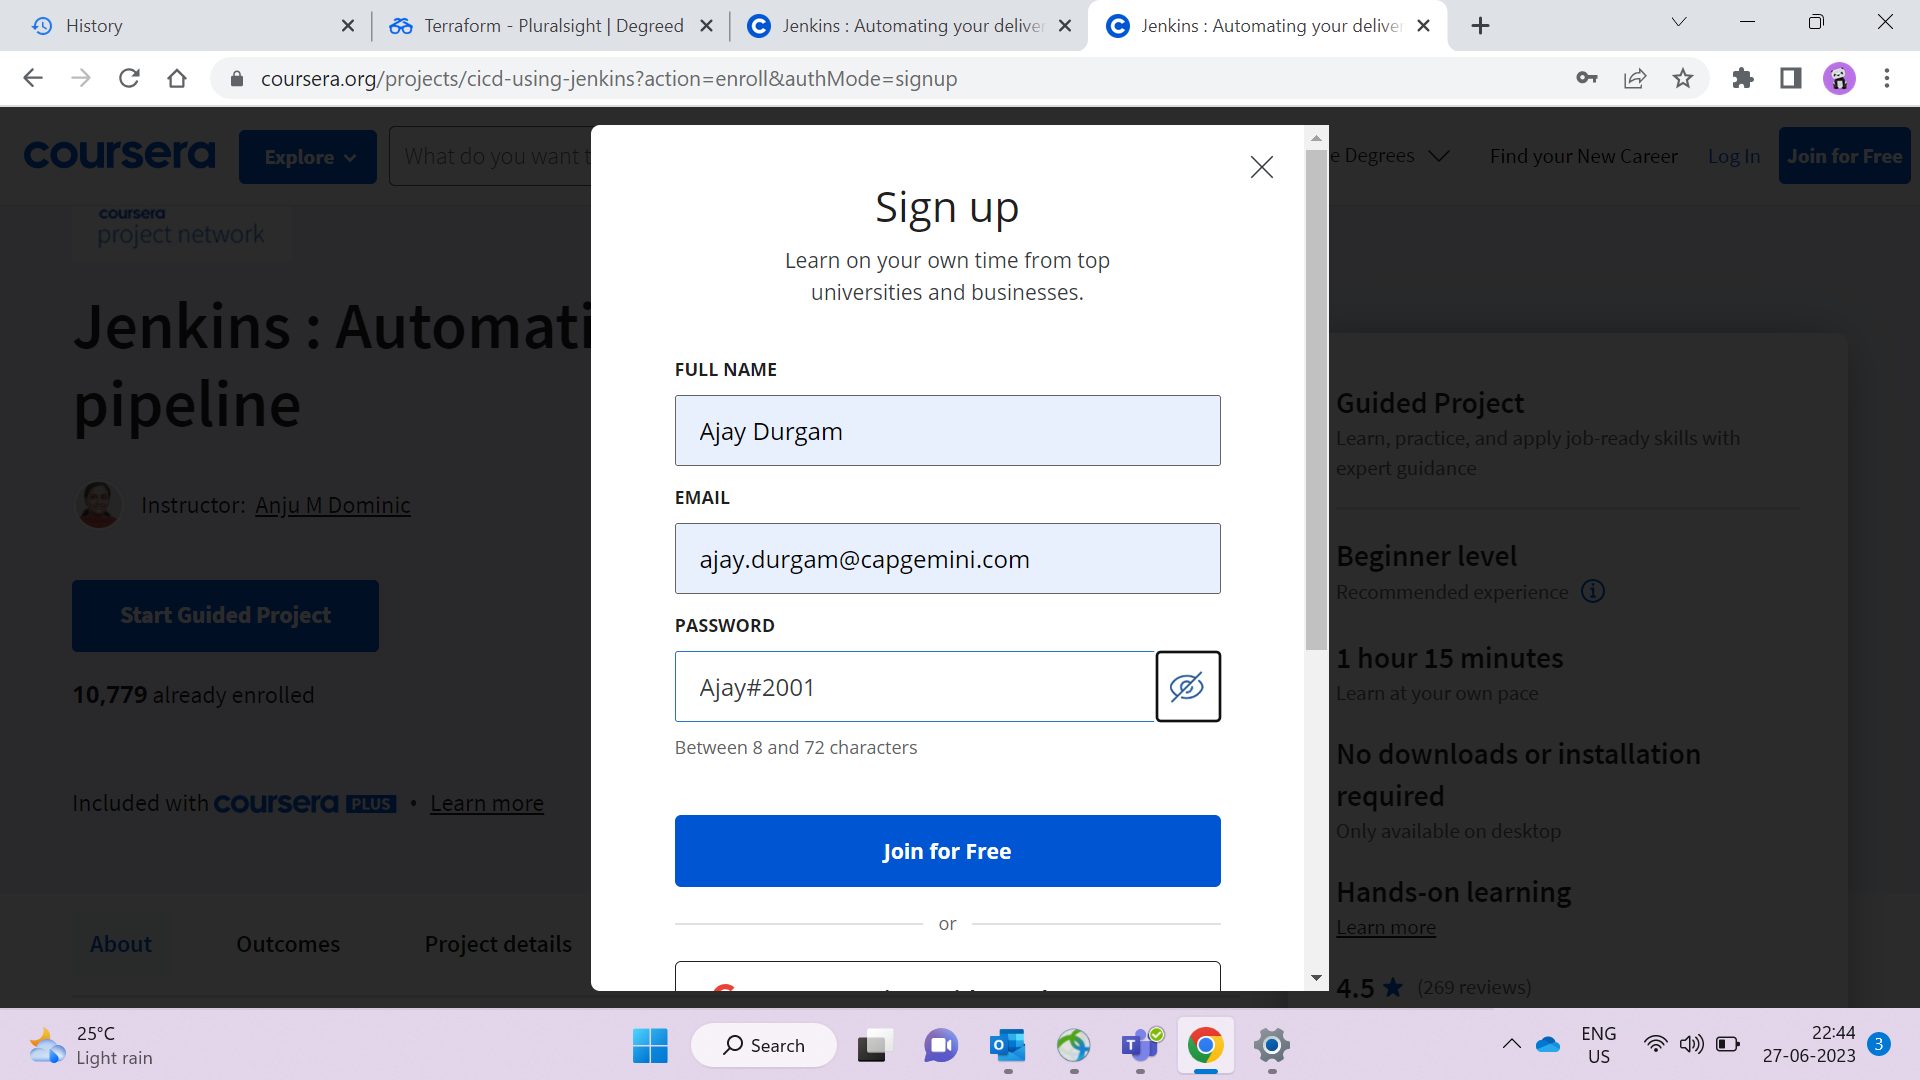 History
Terraform - Pluralsight | Degreed
Jenkins : Automating your deliver
Jenkins : Automating your deliver
coursera.org/projects/cicd-using-jenkins?action=enroll&authMode=signup
coursera
Explore
What do you want t
e Degrees
Find your New Career
Log In
Join for Free
coursera
project network
Jenkins : Automati
pipeline
Instructor: Anju M Dominic
Start Guided Project
10,779 already enrolled
Included with coursera PLUS • Learn more
About
Outcomes
Project details
Sign up
Learn on your own time from top
universities and businesses.
FULL NAME
Ajay Durgam
EMAIL
ajay.durgam@capgemini.com
PASSWORD
Ajay#2001
Between 8 and 72 characters
Join for Free
or
Guided Project
Learn, practice, and apply job-ready skills with
expert guidance
Beginner level
Recommended experience
1 hour 15 minutes
Learn at your own pace
No downloads or installation
required
Only available on desktop
Hands-on learning
Learn more
4.5 (269 reviews)
25°C
Light rain
Search
ENG
US
22:44
27-06-2023
3